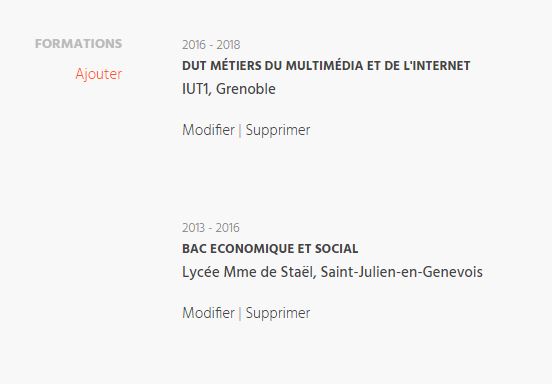 FORMATIONS
Ajouter
2016 - 2018
DUT MÉTIERS DU MULTIMÉDIA ET DE L'INTERNET
IUT1, Grenoble
Modifier | Supprimer
2013 - 2016
BAC ECONOMIQUE ET SOCIAL
Lycée Mme de Staël, Saint-Julien-en-Genevois
Modifier | Supprimer